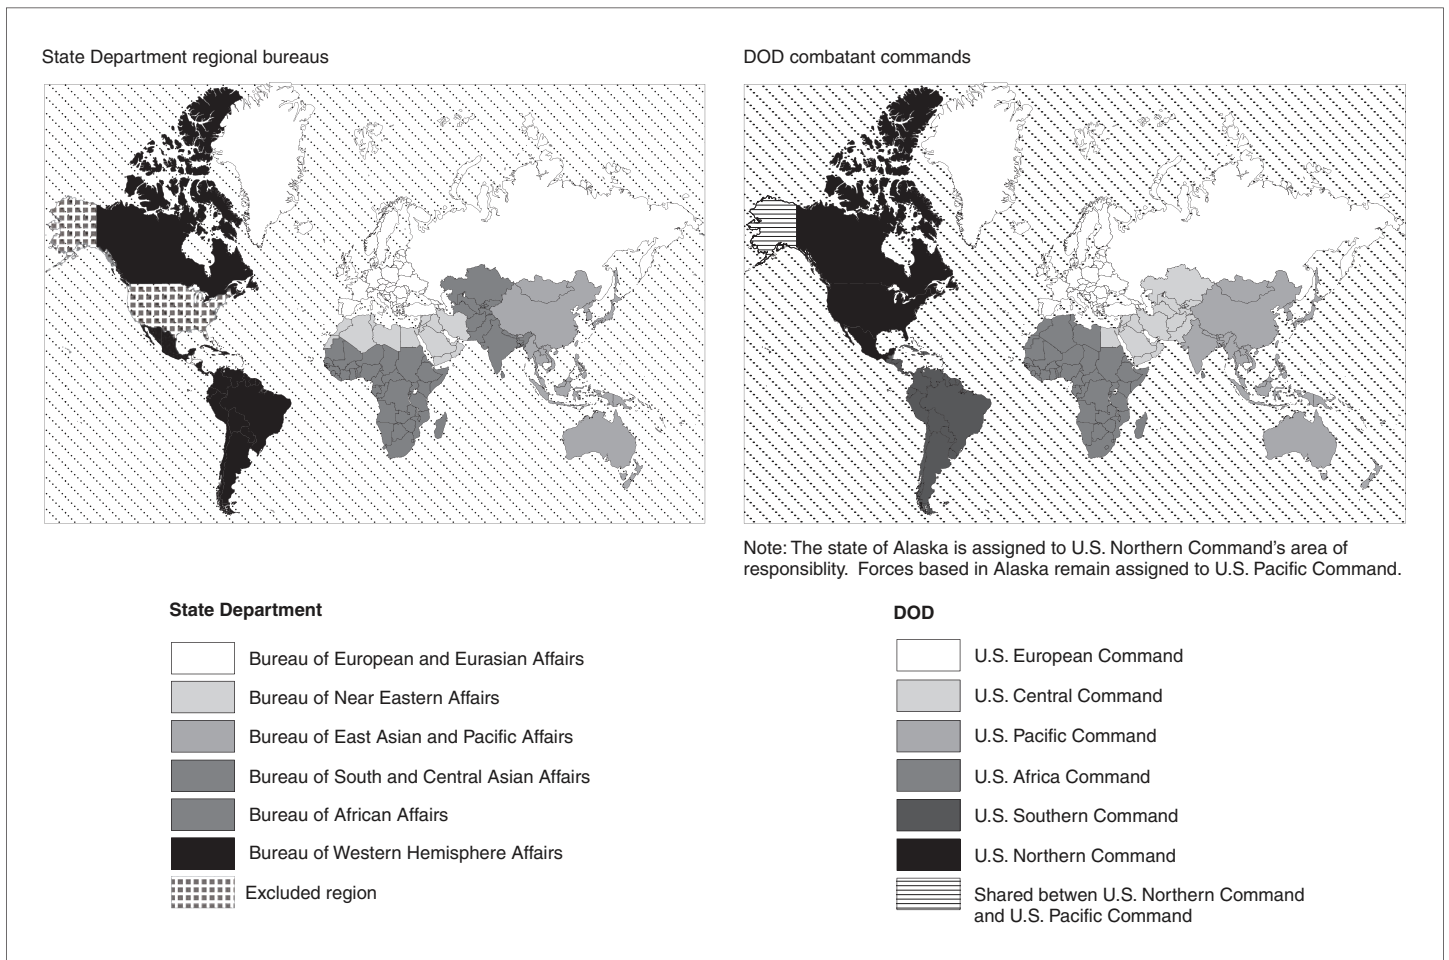 State Department regional bureaus
DOD combatant commands
Note: The state of Alaska is assigned to U.S. Northern Command's area of
responsiblity.  Forces based in Alaska remain assigned to U.S. Pacific Command.
State Department
Bureau of European and Eurasian Affairs
Bureau of Near Eastern Affairs
Bureau of East Asian and Pacific Affairs
Bureau of South and Central Asian Affairs
Bureau of African Affairs
Bureau of Western Hemisphere Affairs
Excluded region
DOD
U.S. European Command
U.S. Central Command
U.S. Pacific Command
U.S. Africa Command
U.S. Southern Command
U.S. Northern Command
Shared betwen U.S. Northern Command
and U.S. Pacific Command